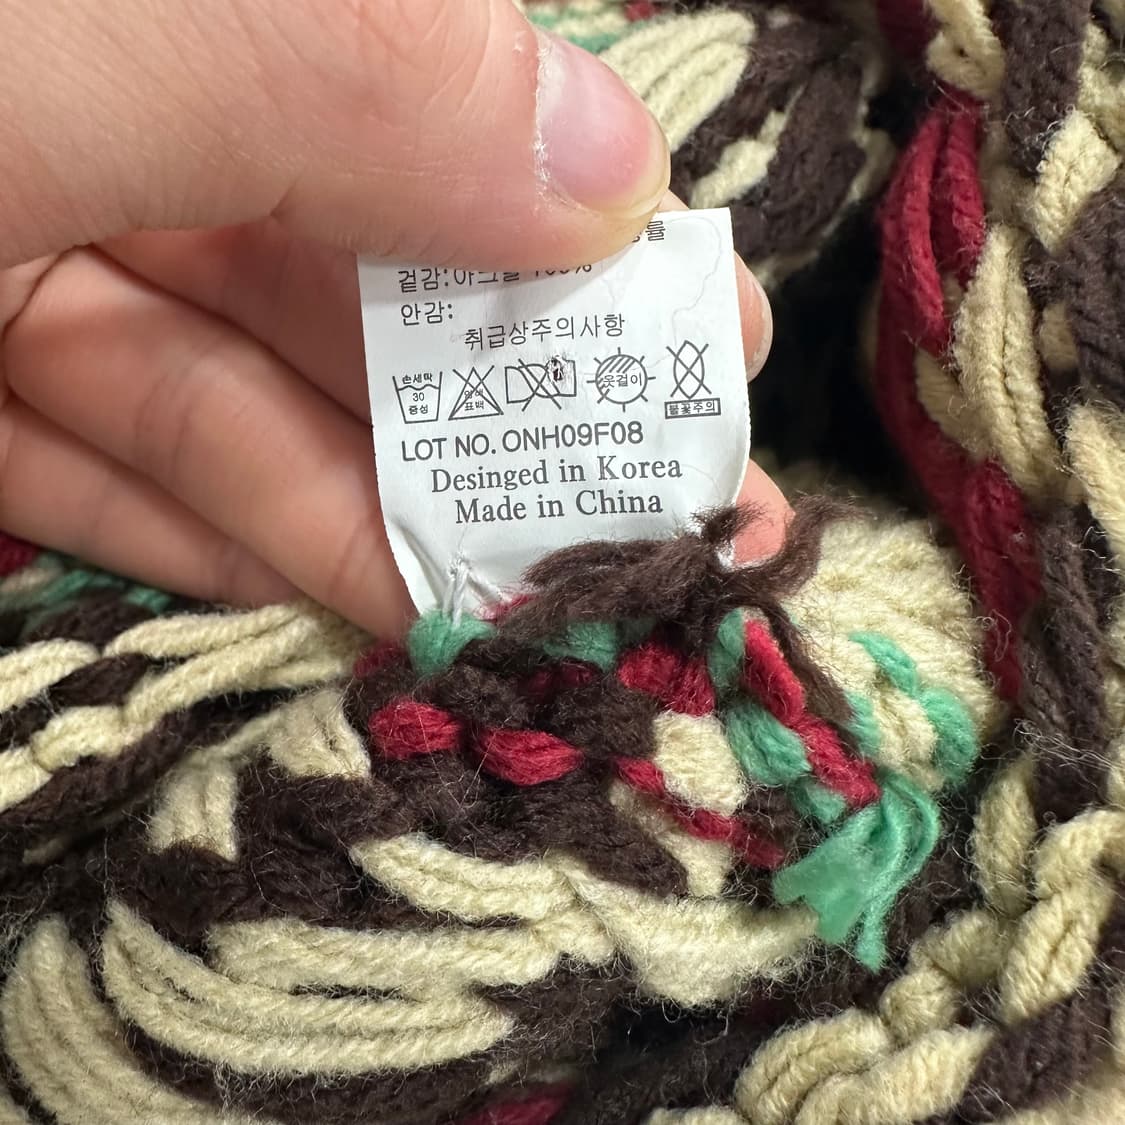 겉감:아크릴 100%
안감:
취급상주의사항
손세탁
30
중성
표백
옷걸이
불꽃주의
LOT NO. ONH09F08
Desinged in Korea
Made in China